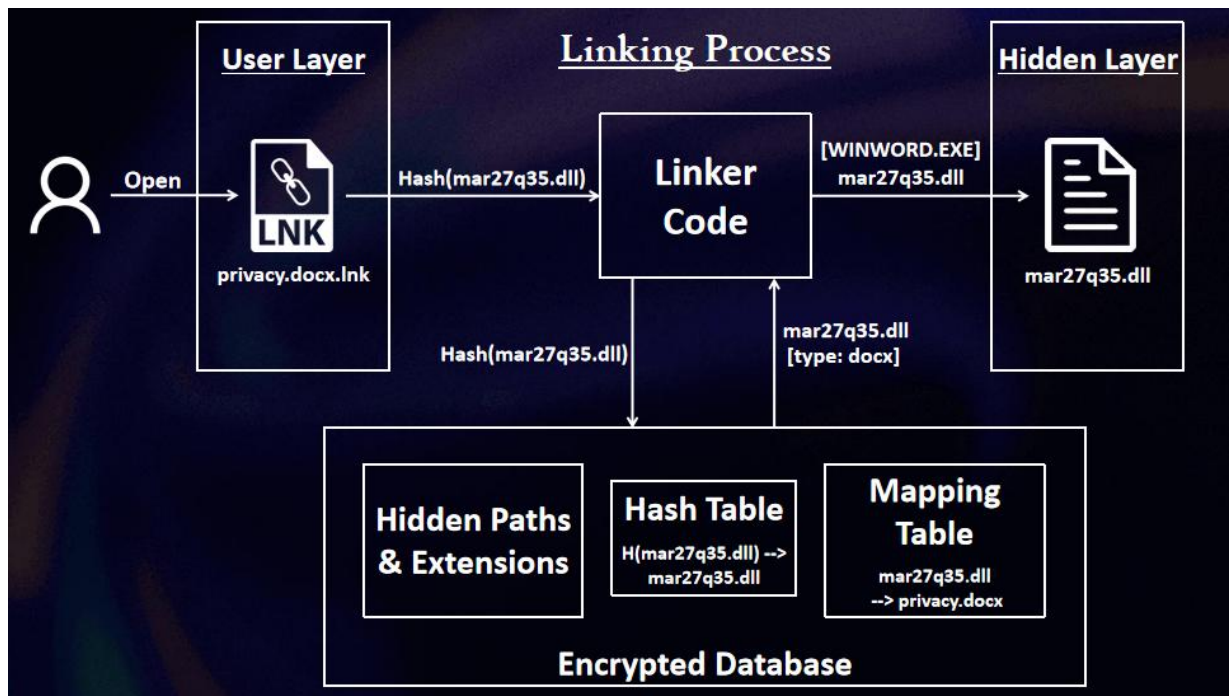 Linking Process
User Layer
Hidden Layer
Open
LNK
privacy.docx.lnk
Hash(mar27q35.dll)
Linker
Code
[WINWORD.EXE]
mar27q35.dll
mar27q35.dll
Hash(mar27q35.dll)
mar27q35.dll
[type: docx]
Hidden Paths
& Extensions
Hash Table
H(mar27q35.dll) -->
mar27q35.dll
Mapping
Table
mar27q35.dll
--> privacy.docx
Encrypted Database